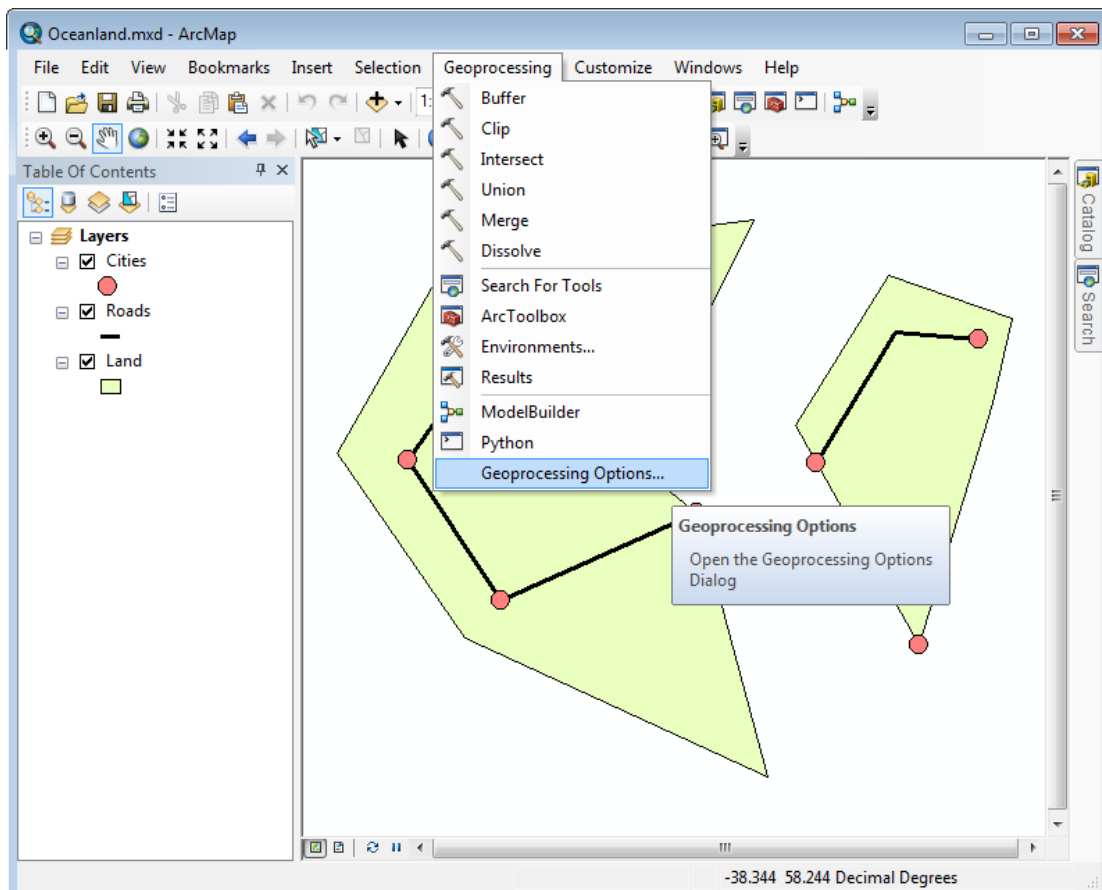 Oceanland.mxd - ArcMap
File Edit View Bookmarks Insert Selection Geoprocessing Customize Windows Help
1:
Table Of Contents
Layers
Cities
Roads
Land
Buffer
Clip
Intersect
Union
Merge
Dissolve
Search For Tools
ArcToolbox
Environments...
Results
ModelBuilder
Python
Geoprocessing Options...
Geoprocessing Options
Open the Geoprocessing Options
Dialog
Catalog
Search
-38.344 58.244 Decimal Degrees